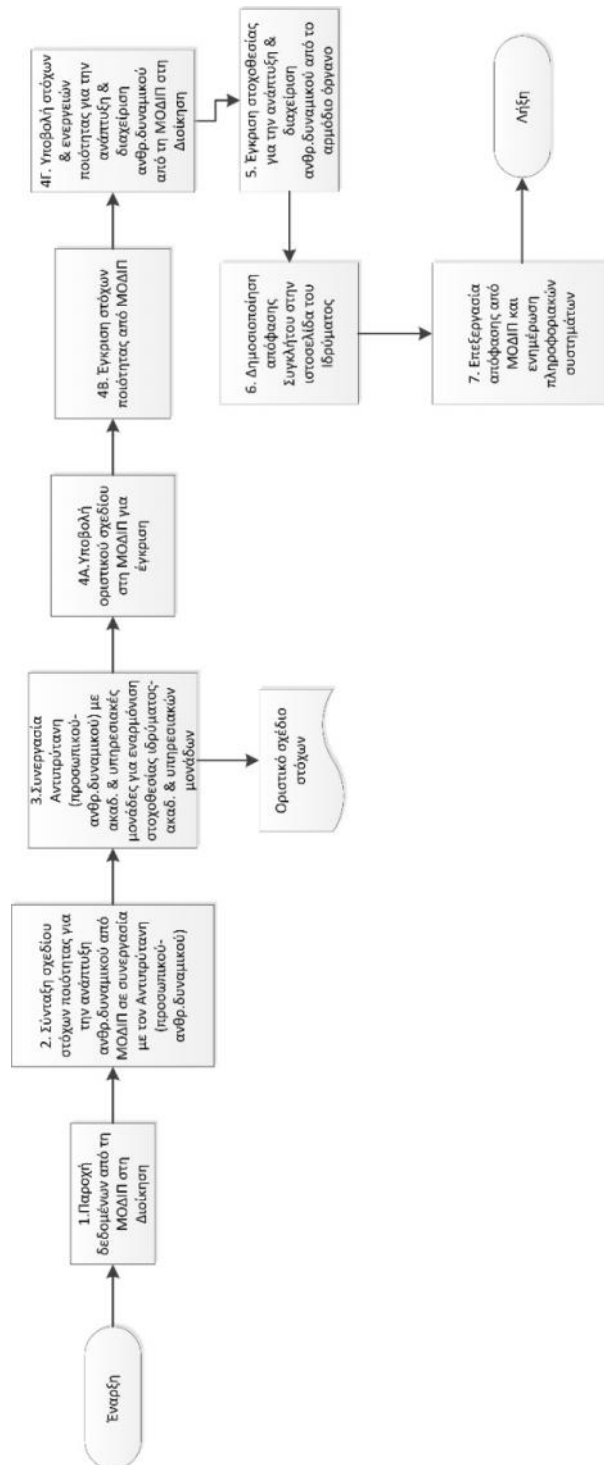 Έναρξη
1.Παροχή
δεδομένων από τη
ΜΟΔΙΠ στη
Διοίκηση
2. Σύνταξη σχεδίου
στόχων ποιότητας για
την ανάπτυξη
ανθρ.δυναμικού από
ΜΟΔΙΠ σε συνεργασία
με τον Αντιπρύτανη
(προσωπικού-
ανθρ.δυναμικού)
3.Συνεργασία
Αντιπρύτανη
(προσωπικού-
ανθρ.δυναμικού) με
ακαδ. & υπηρεσιακές
μονάδες για εναρμόνιση
στοχοθεσίας ιδρύματος-
ακαδ. & υπηρεσιακών
μονάδων
Οριστικό σχέδιο
στόχων
4Α.Υποβολή
οριστικού σχεδίου
στη ΜΟΔΙΠ για
έγκριση
4Β. Έγκριση στόχων
ποιότητας από ΜΟΔΙΠ
4Γ. Υποβολή στόχων
& ενεργειών
ποιότητας για την
ανάπτυξη &
διαχείριση
ανθρ.δυναμικού
από τη ΜΟΔΙΠ στη
Διοίκηση
5. Έγκριση στοχοθεσίας
για την ανάπτυξη &
διαχείριση
ανθρ.δυναμικού από το
αρμόδιο όργανο
6. Δημοσιοποίηση
απόφασης
Συγκλήτου στην
ιστοσελίδα του
Ιδρύματος
7. Επεξεργασία
απόφασης από
ΜΟΔΙΠ και
ενημέρωση
πληροφοριακών
συστημάτων
Λήξη